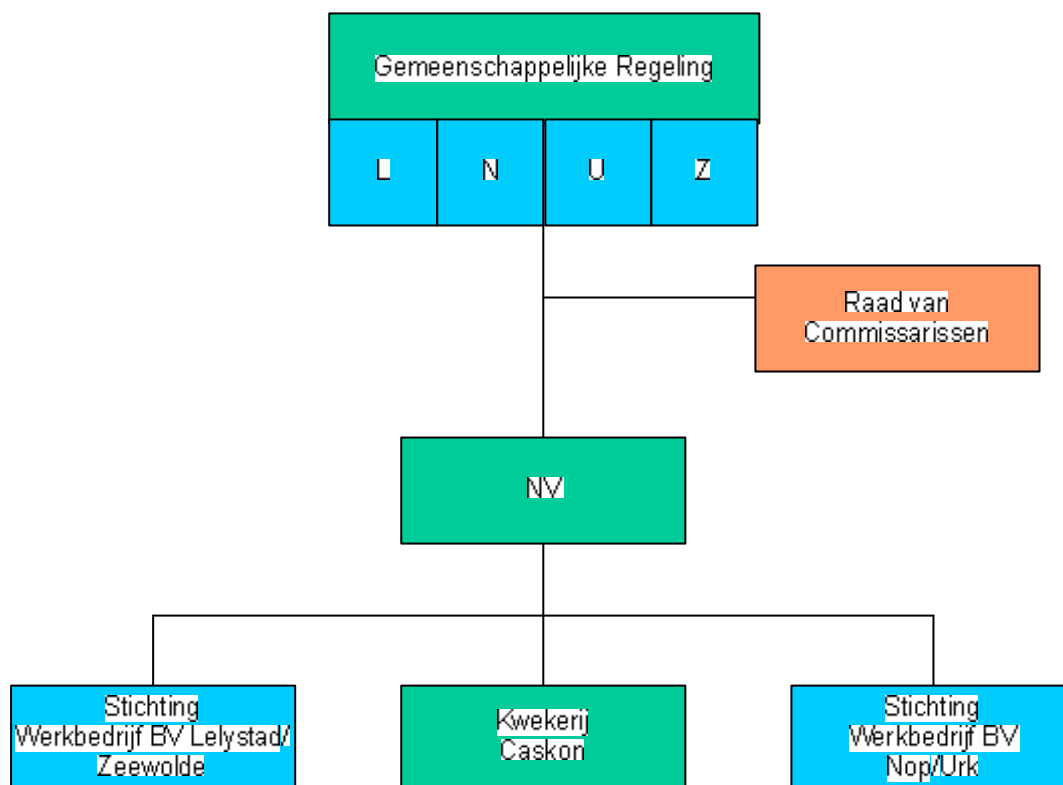 Gemeenschappelijke Regeling
L N U Z
Raad van
Commissarissen
NV
Stichting
Werkbedrijf BV Lelystad/
Zeewolde
Kwekerij
Caskon
Stichting
Werkbedrijf BV
Nop/Urk